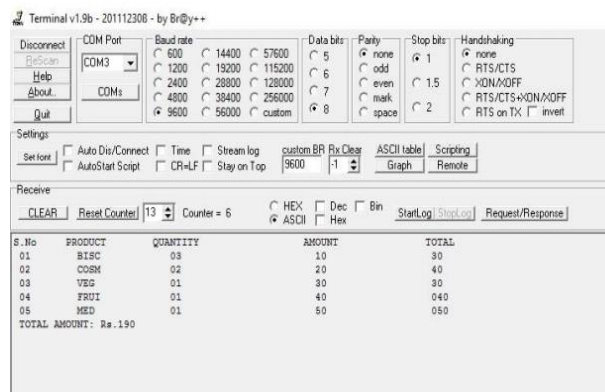 Terminal v1.9b - 201112308 - by Br@y++
Disconnect
ReScan
Help
About..
Quit
COM Port
COM3
COMs
Baud rate
600 14400 57600
1200 19200 115200
2400 28800 128000
4800 38400 256000
9600 56000 custom
Data bits
5
6
7
8
Parity
none
odd
even
mark
space
Stop bits
1
1.5
2
Handshaking
none
RTS/CTS
XON/XOFF
RTS/CTS+XON/XOFF
RTS on TX invert
Settings
Set font
Auto Dis/Connect Time Stream log
AutoStart Script CR=LF Stay on Top
custom BR Rx Clear
9600 -1
ASCII table Scripting
Graph Remote
Receive
CLEAR Reset Counter 13 Counter = 6
HEX Dec Bin
ASCII Hex
StartLog StopLog Request/Response
S.No PRODUCT QUANTITY AMOUNT TOTAL
01 BISC 03 10 30
02 COSM 02 20 40
03 VEG 01 30 30
04 FRUI 01 40 040
05 MED 01 50 050
TOTAL AMOUNT: Rs.190